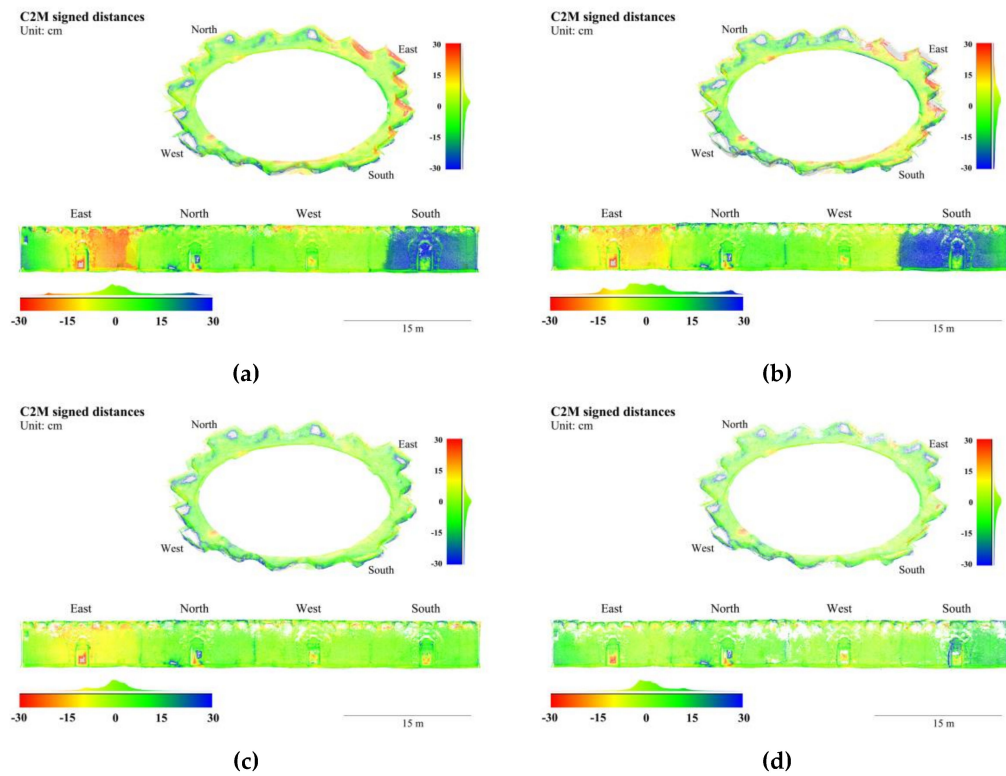 C2M signed distances
Unit: cm
North
East
West
South
30
15
0
-15
-30
East North West South
-30 -15 0 15 30
15 m
(a)
C2M signed distances
Unit: cm
North
East
West
South
30
15
0
-15
-30
East North West South
-30 -15 0 15 30
15 m
(b)
C2M signed distances
Unit: cm
North
East
West
South
30
15
0
-15
-30
East North West South
-30 -15 0 15 30
15 m
(c)
C2M signed distances
Unit: cm
North
East
West
South
30
15
0
-15
-30
East North West South
-30 -15 0 15 30
15 m
(d)